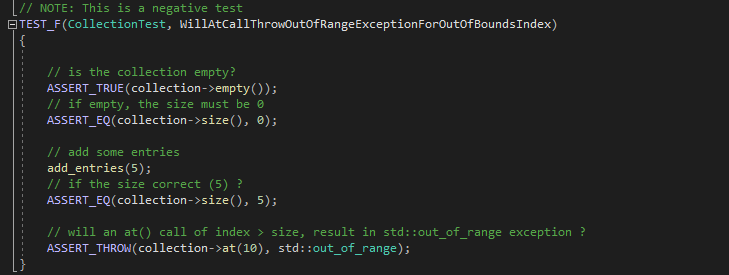 // NOTE: This is a negative test
TEST_F(CollectionTest, WillAtCallThrowOutOfRangeExceptionForOutOfBoundsIndex)
{
// is the collection empty?
ASSERT_TRUE(collection->empty());
// if empty, the size must be 0
ASSERT_EQ(collection->size(), 0);
// add some entries
add_entries(5);
// if the size correct (5) ?
ASSERT_EQ(collection->size(), 5);
// will an at() call of index > size, result in std::out_of_range exception ?
ASSERT_THROW(collection->at(10), std::out_of_range);
}